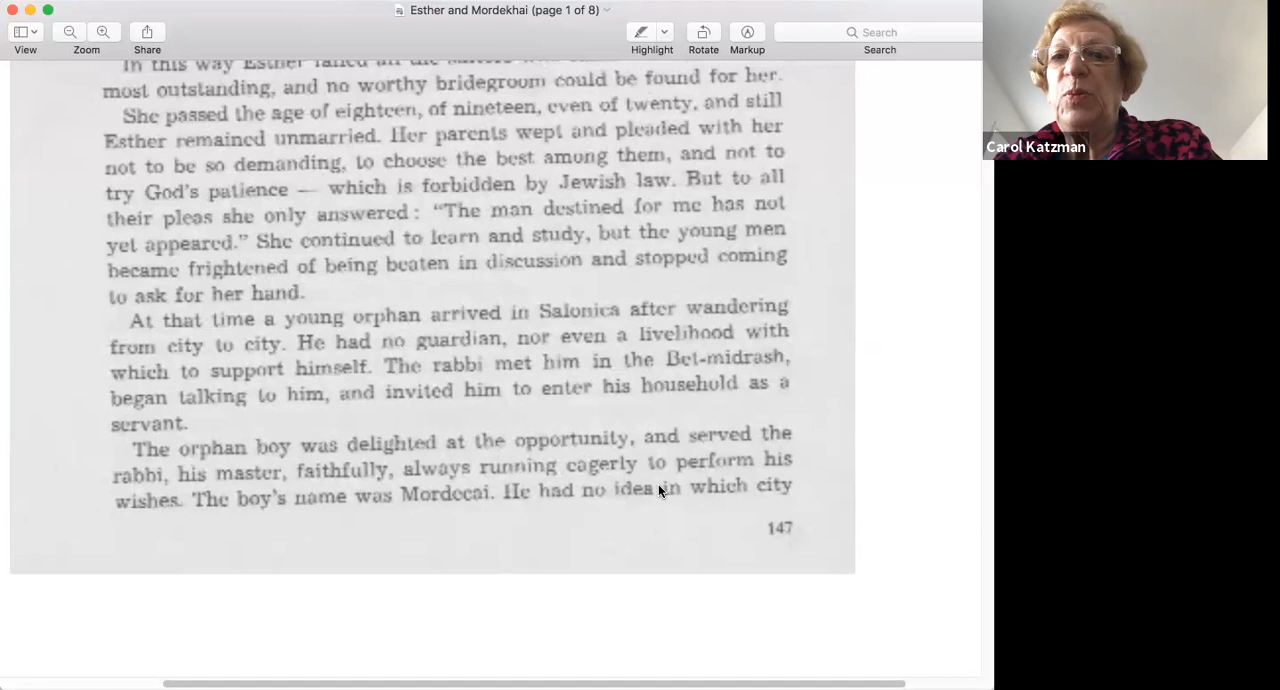 Esther and Mordekhai (page 1 of 8)
View
Zoom
Share
Highlight
Rotate
Markup
Search
Search
Carol Katzman
In this way Esther failed all the
most outstanding, and no worthy bridegroom could be found for her.
She passed the age of eighteen, of nineteen, even of twenty, and still
Esther remained unmarried. Her parents wept and pleaded with her
not to be so demanding, to choose the best among them, and not to
try God's patience — which is forbidden by Jewish law. But to all
their pleas she only answered: "The man destined for me has not
yet appeared." She continued to learn and study, but the young men
became frightened of being beaten in discussion and stopped coming
to ask for her hand.
At that time a young orphan arrived in Salonica after wandering
from city to city. He had no guardian, nor even a livelihood with
which to support himself. The rabbi met him in the Bet-midrash,
began talking to him, and invited him to enter his household as a
servant.
The orphan boy was delighted at the opportunity, and served the
rabbi, his master, faithfully, always running eagerly to perform his
wishes. The boy's name was Mordecai. He had no idea in which city
147